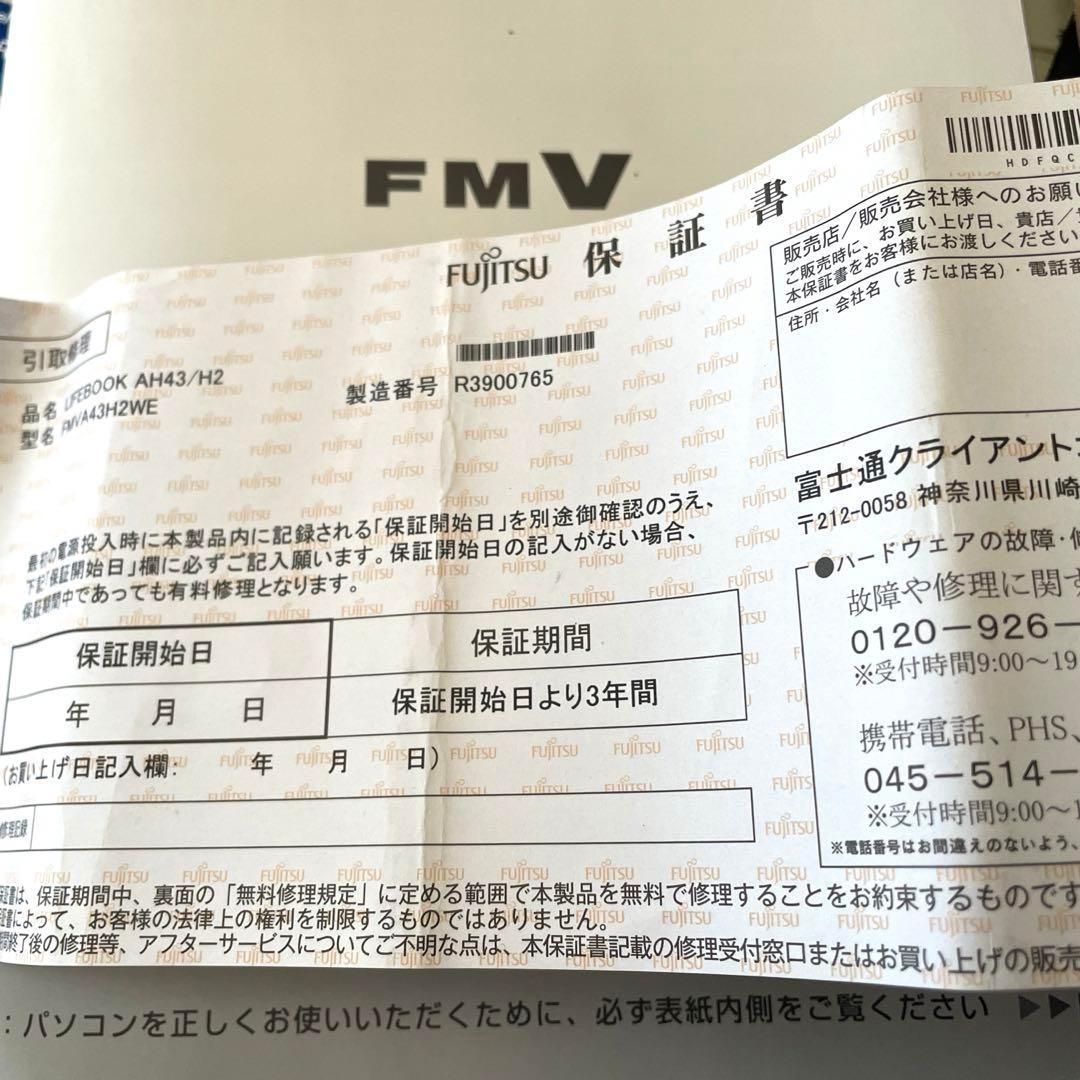 FMV
HDFQC
FUJITSU 保証書
販売店/販売会社様へのお願い
ご販売時に、お買い上げ日、貴店/
本保証書をお客様にお渡しください
住所・会社名(または店名)・電話番
引取修理
品名 LIFEBOOK AH43/H2
型名 FMVA43H2WE
製造番号 R3900765
富士通クライアント
〒212-0058 神奈川県川崎
最初の電源投入時に本製品内に記録される「保証開始日」を別途御確認のうえ、
下記「保証開始日」欄に必ずご記入願います。保証開始日の記入がない場合、
保証期間中であっても有料修理となります。
●ハードウェアの故障・
故障や修理に関す
0120-926-
※受付時間9:00~19
携帯電話、PHS、
045-514-
※受付時間9:00~1
※電話番号はお間違えのないよう、
保証開始日
年 月 日
保証期間
保証開始日より3年間
(お買い上げ日記入欄: 年 月 日)
修理記録
保証書は、保証期間中、裏面の「無料修理規定」に定める範囲で本製品を無料で修理することをお約束するものです
証書によって、お客様の法律上の権利を制限するものではありません。
期間終了後の修理等、アフターサービスについてご不明な点は、本保証書記載の修理受付窓口またはお買い上げの販売
:パソコンを正しくお使いいただくために、必ず表紙内側をご覧ください ▶▶